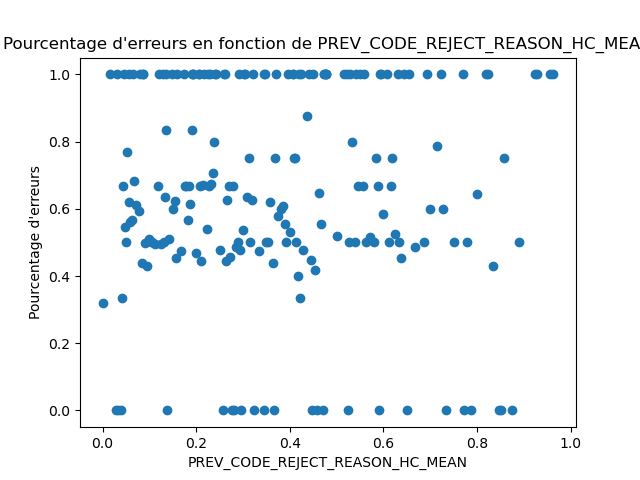 Pourcentage d'erreurs en fonction de PREV_CODE_REJECT_REASON_HC_MEA
1.0
0.8
0.6
0.4
0.2
0.0
Pourcentage d'erreurs
0.0 0.2 0.4 0.6 0.8 1.0
PREV_CODE_REJECT_REASON_HC_MEAN